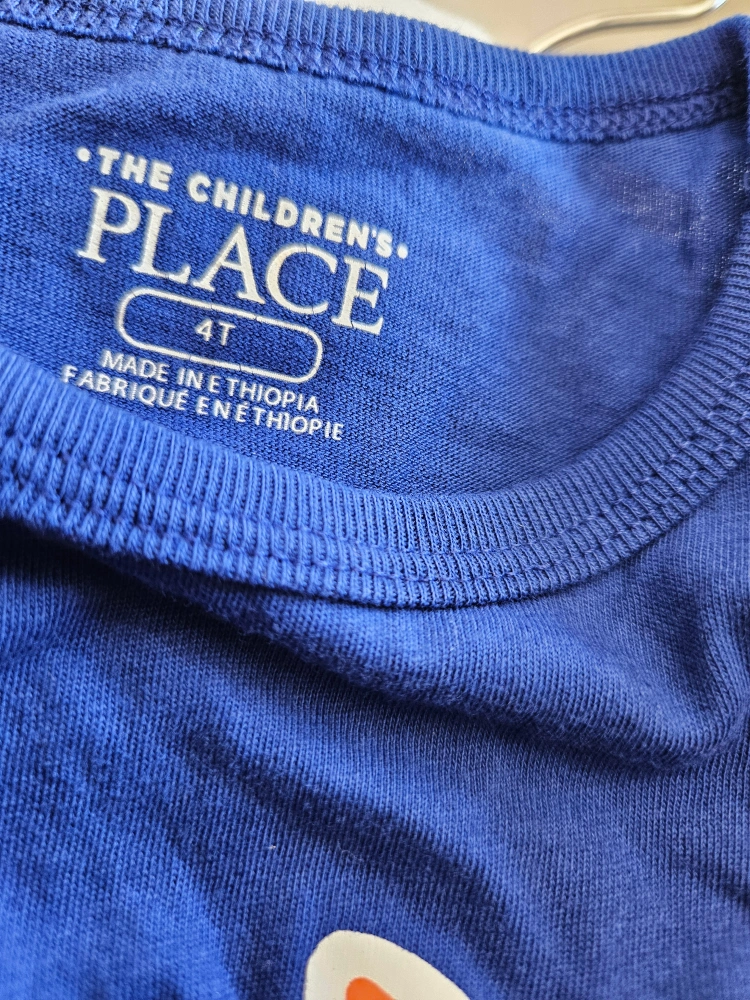 •THE CHILDREN'S•
PLACE
4T
MADE IN ETHIOPIA
FABRIQUÉ EN ÉTHIOPIE